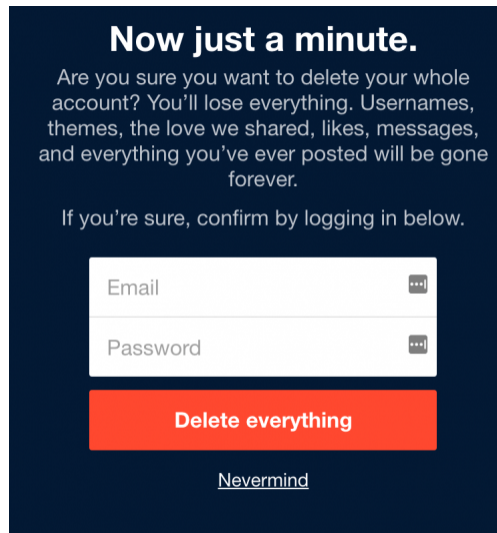 Now just a minute.
Are you sure you want to delete your whole
account? You’ll lose everything. Usernames,
themes, the love we shared, likes, messages,
and everything you’ve ever posted will be gone
forever.
If you’re sure, confirm by logging in below.
Email
Password
Delete everything
Nevermind